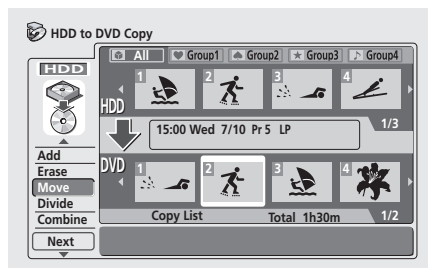 HDD to DVD Copy
All Group1 Group2 Group3 Group4
HDD
1 2 3 4
HDD
1/3
15:00 Wed 7/10 Pr 5 LP
DVD
1 2 3 4
Add
Erase
Move
Divide
Combine
Copy List Total 1h30m 1/2
Next